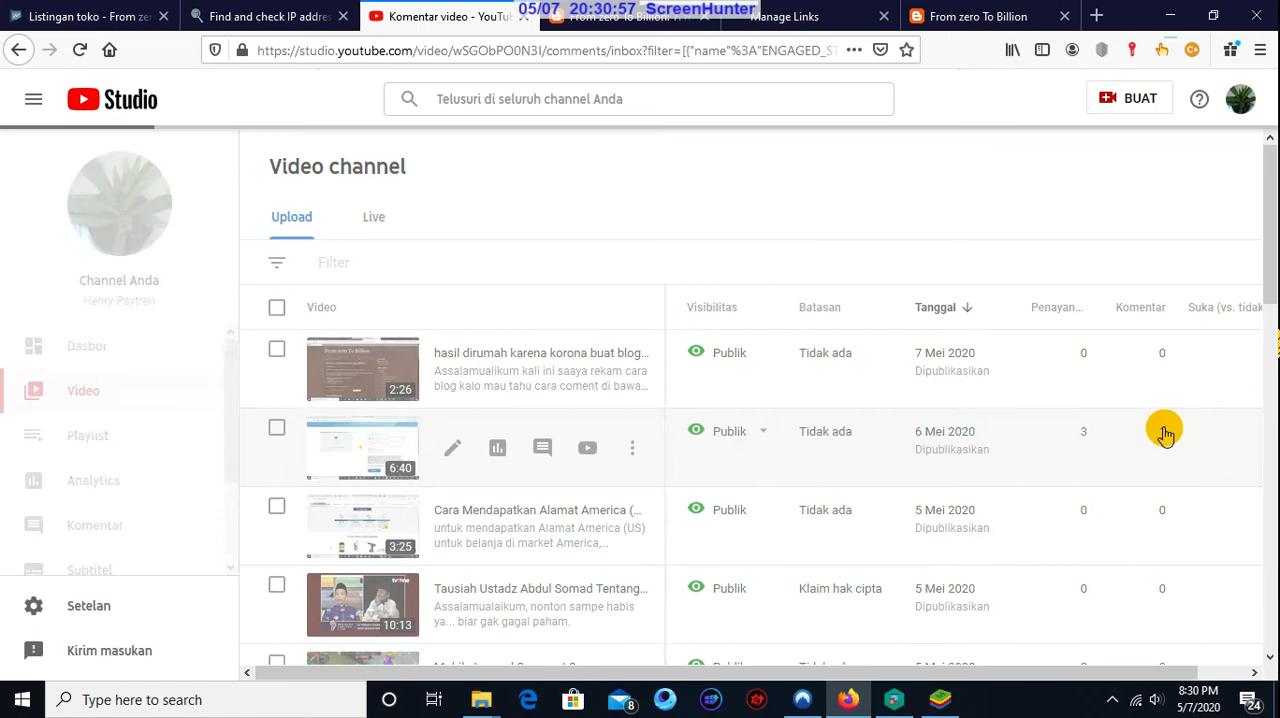 05/07 20:30:57 ScreenHunter
Listing toko - From zer
Find and check IP addres
Komentar video - YouTu
From zero To Billion:
Manage Links
From zero To Billion
https://studio.youtube.com/video/wSGObPO0N3I/comments/inbox?filter=[{"name"%3A"ENGAGED_ST
Studio
Telusuri di seluruh channel Anda
BUAT
Video channel
Upload
Live
Filter
Channel Anda
Henry Paytren
Dasbor
Video
Playlist
Analytics
Komentar
Subtitel
Setelan
Kirim masukan
Video
Visibilitas
Batasan
Tanggal
Penayan...
Komentar
Suka (vs. tidak
hasil dirumah karena korona buat blog...
Assalamualikum kali ini saaya rekam cara
blog kalo mau tahu cara coment di bawa...
2:26
Publik
Tidak ada
7 Mei 2020
Dipublikasikan
0
0
6:40
Publik
Tidak ada
6 Mei 2020
Dipublikasikan
3
Cara Mendapatkan Alamat America (...
untuk mendapatkan Alamat America (US)
untuk belanja di market America,...
3:25
Publik
Tidak ada
5 Mei 2020
Dipublikasikan
0
0
Tausiah Ustadz Abdul Somad Tentang...
Assalamualaikum, nonton sampe habis
ya... biar gak gagal paham.
tvOne
10:13
Publik
Klaim hak cipta
5 Mei 2020
Dipublikasikan
0
0
Type here to search
8
8:30 PM
5/7/2020
24